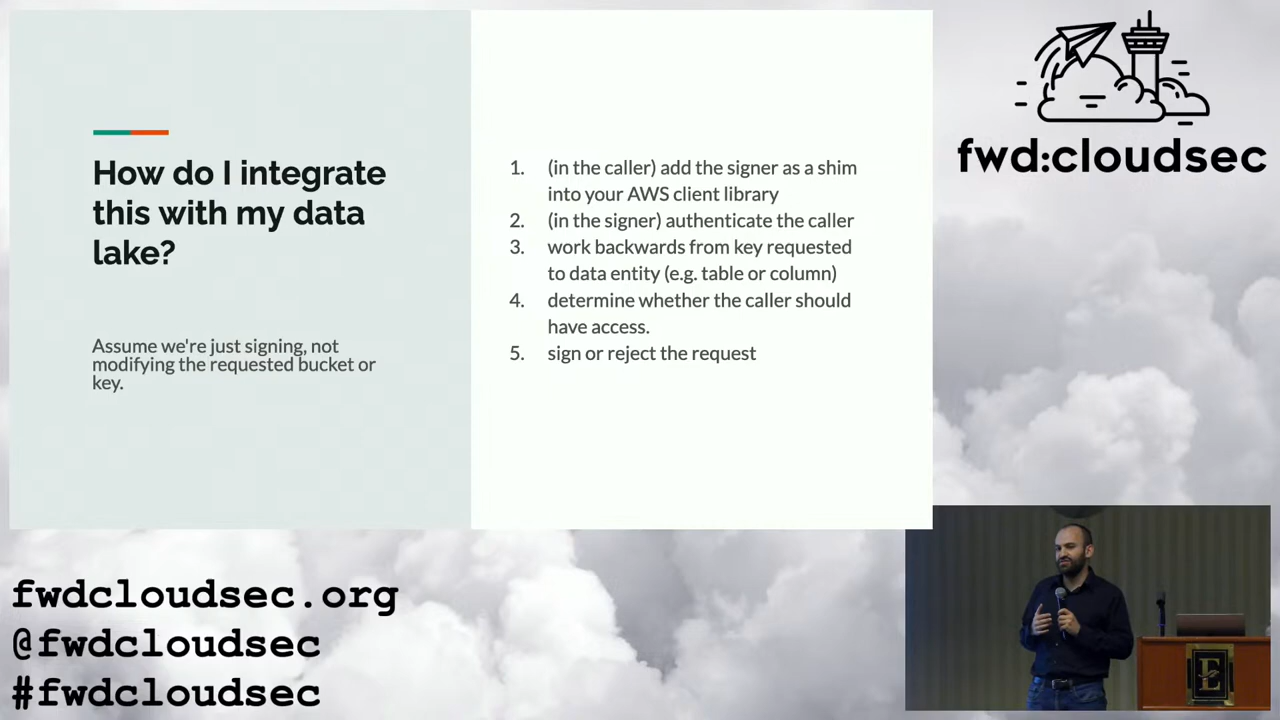 How do I integrate
this with my data
lake?
Assume we're just signing, not
modifying the requested bucket or
key.
1. (in the caller) add the signer as a shim
into your AWS client library
2. (in the signer) authenticate the caller
3. work backwards from key requested
to data entity (e.g. table or column)
4. determine whether the caller should
have access.
5. sign or reject the request
fwd:cloudsec
fwdcloudsec.org
@fwdcloudsec
#fwdcloudsec
E